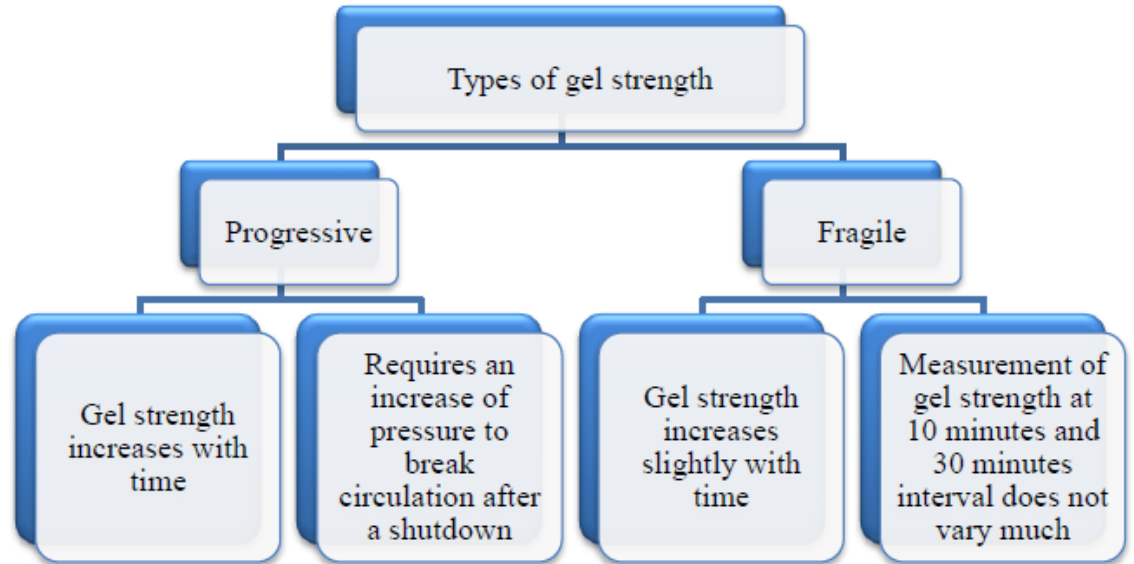 Types of gel strength
Progressive
Fragile
Gel strength
increases with
time
Requires an
increase of
pressure to
break
circulation after
a shutdown
Gel strength
increases
slightly with
time
Measurement of
gel strength at
10 minutes and
30 minutes
interval does not
vary much